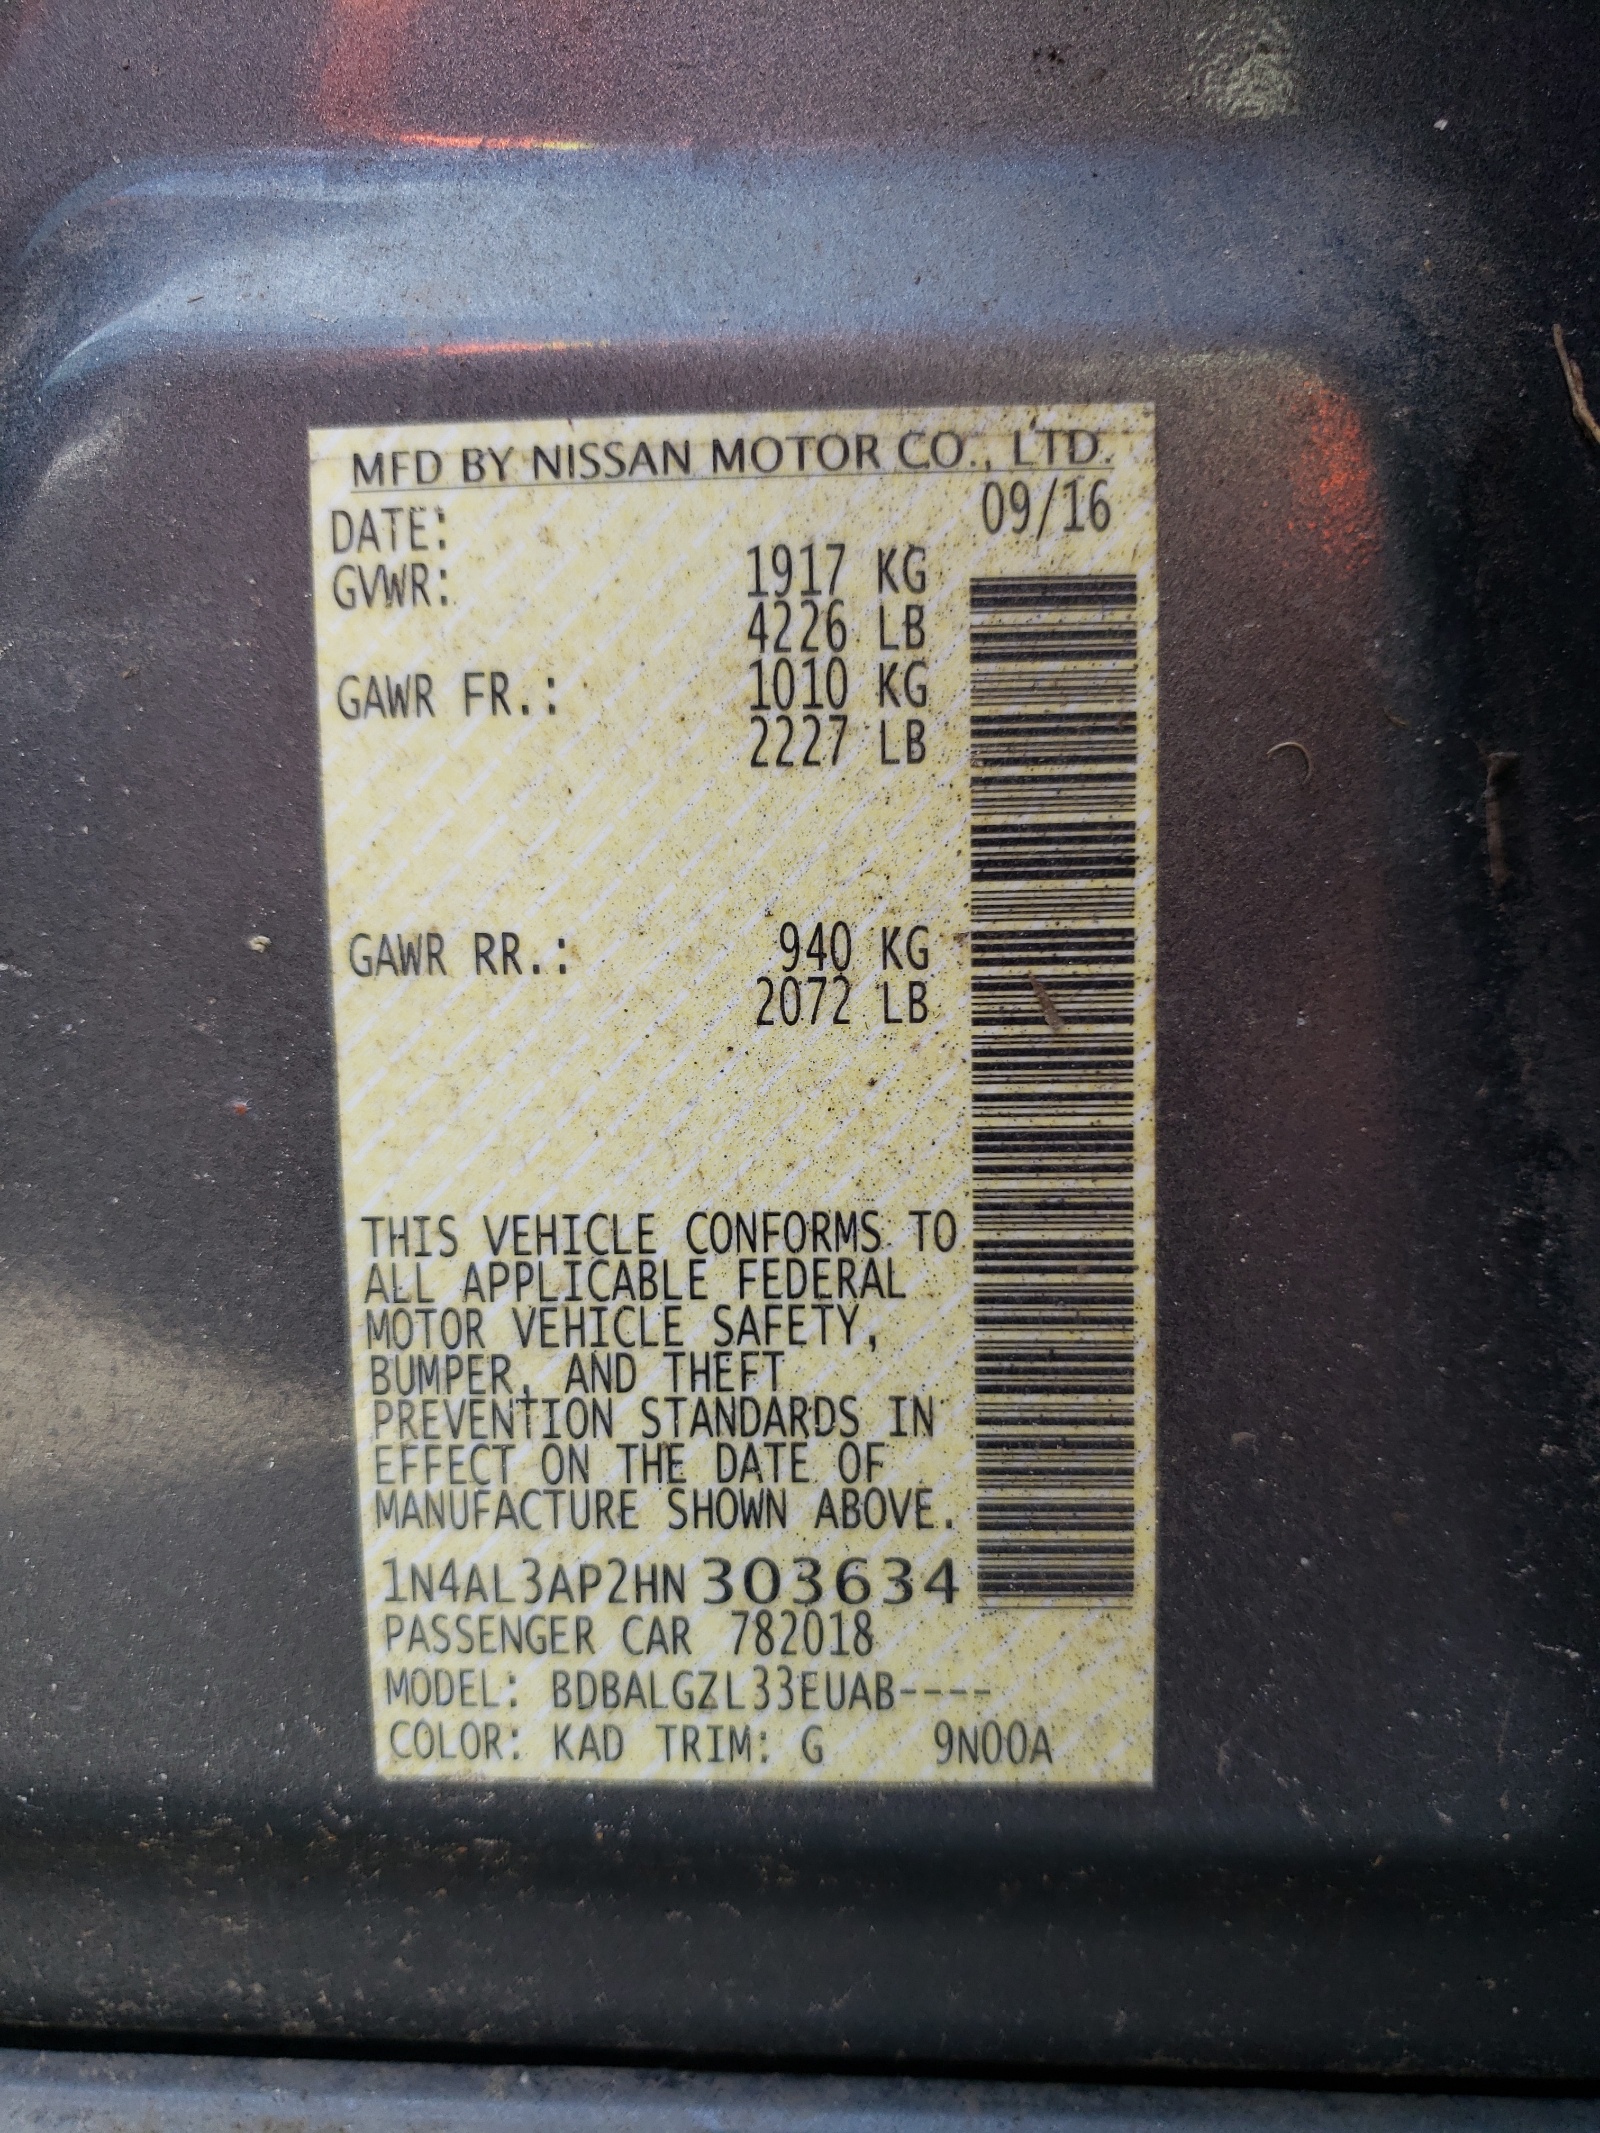 MFD BY NISSAN MOTOR CO., LTD.
DATE: 09/16
GVWR: 1917 KG
4226 LB
GAWR FR.: 1010 KG
2227 LB
GAWR RR.: 940 KG
2072 LB
THIS VEHICLE CONFORMS TO
ALL APPLICABLE FEDERAL
MOTOR VEHICLE SAFETY,
BUMPER, AND THEFT
PREVENTION STANDARDS IN
EFFECT ON THE DATE OF
MANUFACTURE SHOWN ABOVE.
1N4AL3AP2HN303634
PASSENGER CAR 782018
MODEL: BDBALGZL33EUAB----
COLOR: KAD TRIM: G 9N00A